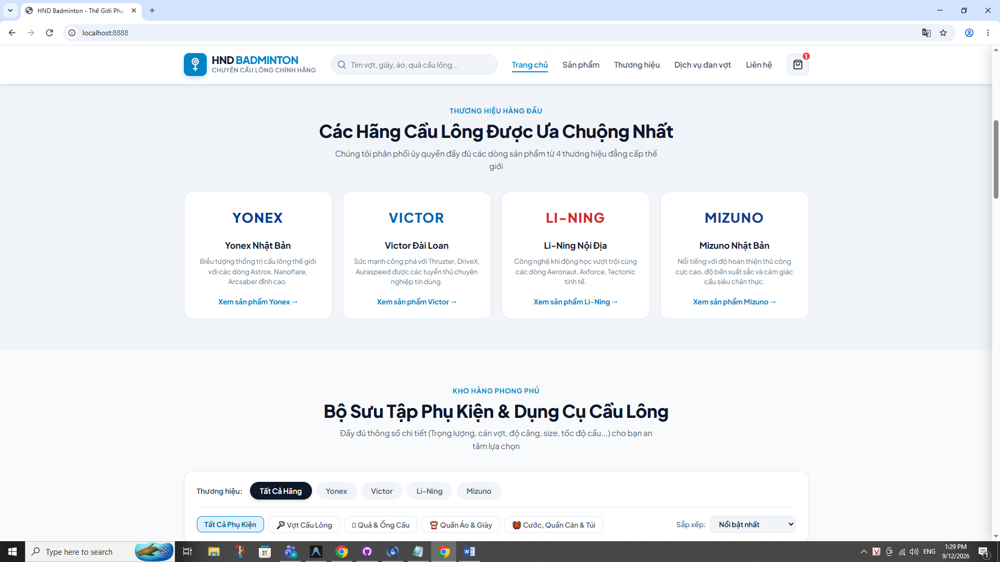 HND Badminton - Thế Giới Phụ
localhost:8888
HND BADMINTON
CHUYÊN CẦU LÔNG CHÍNH HÃNG
Tìm vợt, giày, áo, quả cầu lông...
Trang chủ
Sản phẩm
Thương hiệu
Dịch vụ đan vợt
Liên hệ
1
THƯƠNG HIỆU HÀNG ĐẦU
Các Hãng Cầu Lông Được Ưa Chuộng Nhất
Chúng tôi phân phối ủy quyền đầy đủ các dòng sản phẩm từ 4 thương hiệu đẳng cấp thế
giới
YONEX
Yonex Nhật Bản
Biểu tượng thống trị cầu lông thế giới
với các dòng Astrox, Nanoflare,
Arcsaber đỉnh cao.
Xem sản phẩm Yonex →
VICTOR
Victor Đài Loan
Sức mạnh công phá với Thruster, DriveX,
Auraspeed được các tuyển thủ chuyên
nghiệp tin dùng.
Xem sản phẩm Victor →
LI-NING
Li-Ning Nội Địa
Công nghệ khí động học vượt trội cùng
các dòng Aeronaut, Axforce, Tectonic
tinh tế.
Xem sản phẩm Li-Ning →
MIZUNO
Mizuno Nhật Bản
Nổi tiếng với độ hoàn thiện thủ công
cực cao, độ bền xuất sắc và cảm giác
cầu siêu chân thực.
Xem sản phẩm Mizuno →
KHO HÀNG PHONG PHÚ
Bộ Sưu Tập Phụ Kiện & Dụng Cụ Cầu Lông
Đầy đủ thông số chi tiết (Trọng lượng, cán vợt, độ căng, size, tốc độ cầu...) cho bạn an
tâm lựa chọn
Thương hiệu:
Tất Cả Hãng
Yonex
Victor
Li-Ning
Mizuno
Tất Cả Phụ Kiện
Vợt Cầu Lông
Quả & Ống Cầu
Quần Áo & Giày
Cước, Quấn Cán & Túi
Sắp xếp:
Nổi bật nhất
Type here to search
ENG
1:29 PM
9/12/2026
1